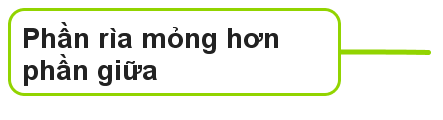 Phần rìa mỏng hơn
phần giữa